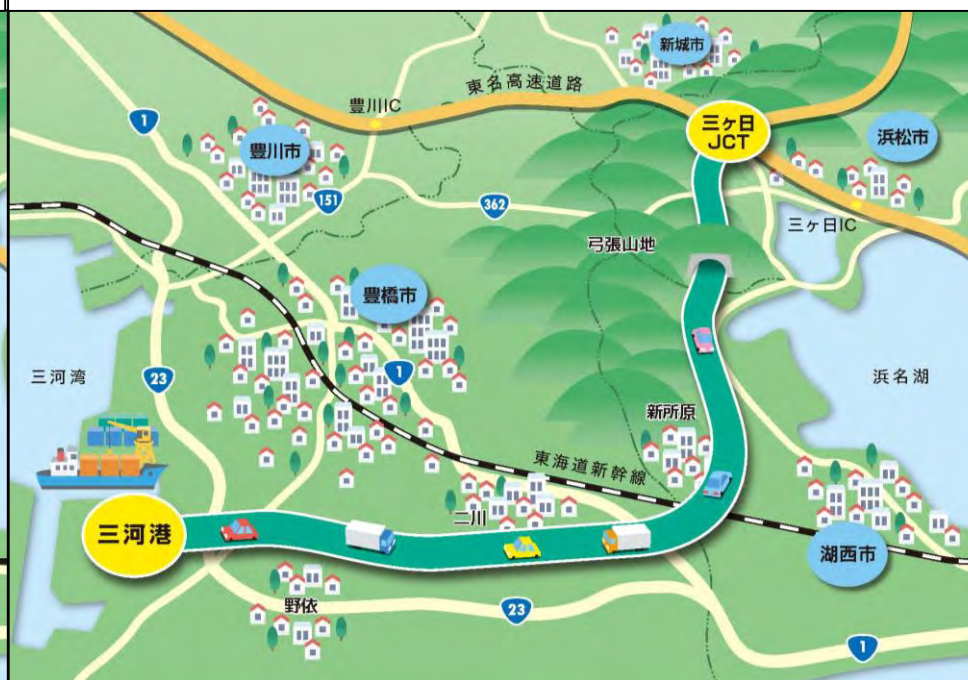 新城市
東名高速道路
1
豊川IC
三ヶ日
JCT
豊川市
浜松市
151
362
三ヶ日IC
弓張山地
豊橋市
三河湾
23
1
浜名湖
新所原
東海道新幹線
二川
三河港
湖西市
野依
23
1